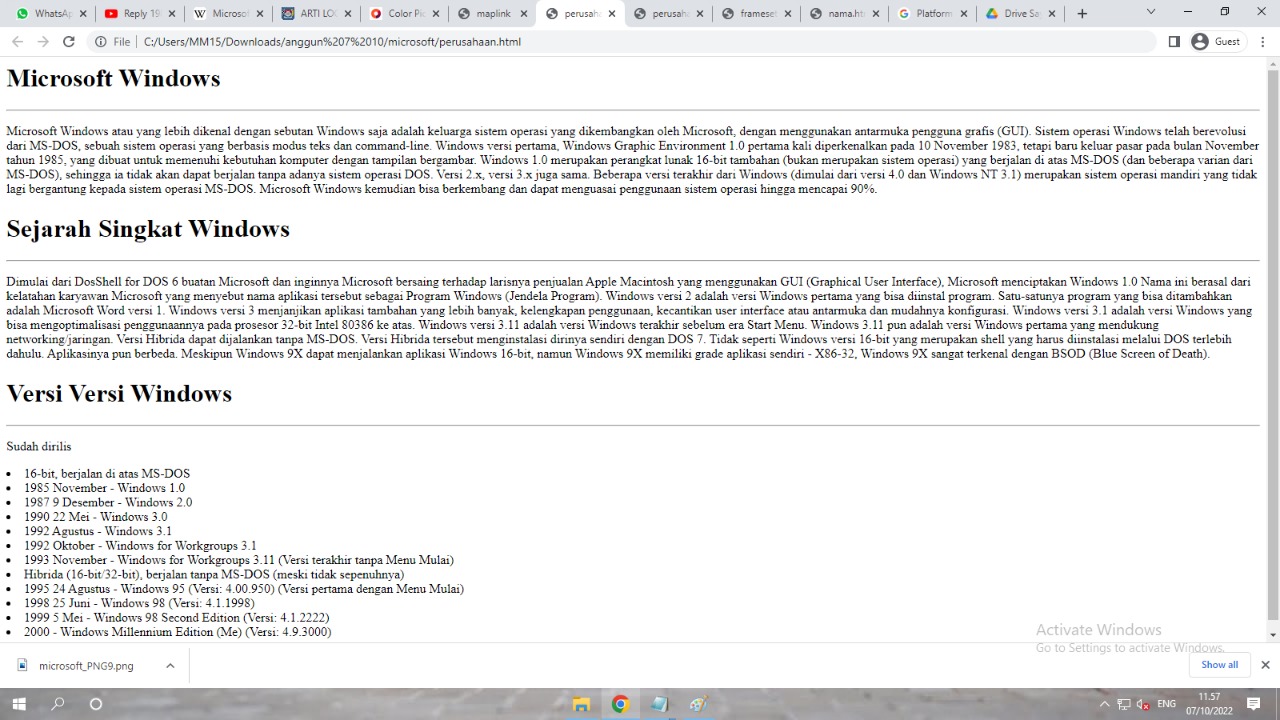 WhatsAp
Reply 19
Microsof
ARTI LOG
Color Pic
maplink
perusaha
perusaha
frameset
nama.htm
Platform
Drive Say
File
C:/Users/MM15/Downloads/anggun%207%2010/microsoft/perusahaan.html
Guest
Microsoft Windows
Microsoft Windows atau yang lebih dikenal dengan sebutan Windows saja adalah keluarga sistem operasi yang dikembangkan oleh Microsoft, dengan menggunakan antarmuka pengguna grafis (GUI). Sistem operasi Windows telah berevolusi
dari MS-DOS, sebuah sistem operasi yang berbasis modus teks dan command-line. Windows versi pertama, Windows Graphic Environment 1.0 pertama kali diperkenalkan pada 10 November 1983, tetapi baru keluar pasar pada bulan November
tahun 1985, yang dibuat untuk memenuhi kebutuhan komputer dengan tampilan bergambar. Windows 1.0 merupakan perangkat lunak 16-bit tambahan (bukan merupakan sistem operasi) yang berjalan di atas MS-DOS (dan beberapa varian dari
MS-DOS), sehingga ia tidak akan dapat berjalan tanpa adanya sistem operasi DOS. Versi 2.x, versi 3.x juga sama. Beberapa versi terakhir dari Windows (dimulai dari versi 4.0 dan Windows NT 3.1) merupakan sistem operasi mandiri yang tidak
lagi bergantung kepada sistem operasi MS-DOS. Microsoft Windows kemudian bisa berkembang dan dapat menguasai penggunaan sistem operasi hingga mencapai 90%.
Sejarah Singkat Windows
Dimulai dari DosShell for DOS 6 buatan Microsoft dan inginnya Microsoft bersaing terhadap larisnya penjualan Apple Macintosh yang menggunakan GUI (Graphical User Interface), Microsoft menciptakan Windows 1.0 Nama ini berasal dari
kelatahan karyawan Microsoft yang menyebut nama aplikasi tersebut sebagai Program Windows (Jendela Program). Windows versi 2 adalah versi Windows pertama yang bisa diinstal program. Satu-satunya program yang bisa ditambahkan
adalah Microsoft Word versi 1. Windows versi 3 menjanjikan aplikasi tambahan yang lebih banyak, kelengkapan penggunaan, kecantikan user interface atau antarmuka dan mudahnya konfigurasi. Windows versi 3.1 adalah versi Windows yang
bisa mengoptimalisasi penggunaannya pada prosesor 32-bit Intel 80386 ke atas. Windows versi 3.11 adalah versi Windows terakhir sebelum era Start Menu. Windows 3.11 pun adalah versi Windows pertama yang mendukung
networking/jaringan. Versi Hibrida dapat dijalankan tanpa MS-DOS. Versi Hibrida tersebut menginstalasi dirinya sendiri dengan DOS 7. Tidak seperti Windows versi 16-bit yang merupakan shell yang harus diinstalasi melalui DOS terlebih
dahulu. Aplikasinya pun berbeda. Meskipun Windows 9X dapat menjalankan aplikasi Windows 16-bit, namun Windows 9X memiliki grade aplikasi sendiri - X86-32, Windows 9X sangat terkenal dengan BSOD (Blue Screen of Death).
Versi Versi Windows
Sudah dirilis
• 16-bit, berjalan di atas MS-DOS
• 1985 November - Windows 1.0
• 1987 9 Desember - Windows 2.0
• 1990 22 Mei - Windows 3.0
• 1992 Agustus - Windows 3.1
• 1992 Oktober - Windows for Workgroups 3.1
• 1993 November - Windows for Workgroups 3.11 (Versi terakhir tanpa Menu Mulai)
• Hibrida (16-bit/32-bit), berjalan tanpa MS-DOS (meski tidak sepenuhnya)
• 1995 24 Agustus - Windows 95 (Versi: 4.00.950) (Versi pertama dengan Menu Mulai)
• 1998 25 Juni - Windows 98 (Versi: 4.1.1998)
• 1999 5 Mei - Windows 98 Second Edition (Versi: 4.1.2222)
• 2000 - Windows Millennium Edition (Me) (Versi: 4.9.3000)
Activate Windows
Go to Settings to activate Windows.
microsoft_PNG9.png
Show all
ENG
11.57
07/10/2022